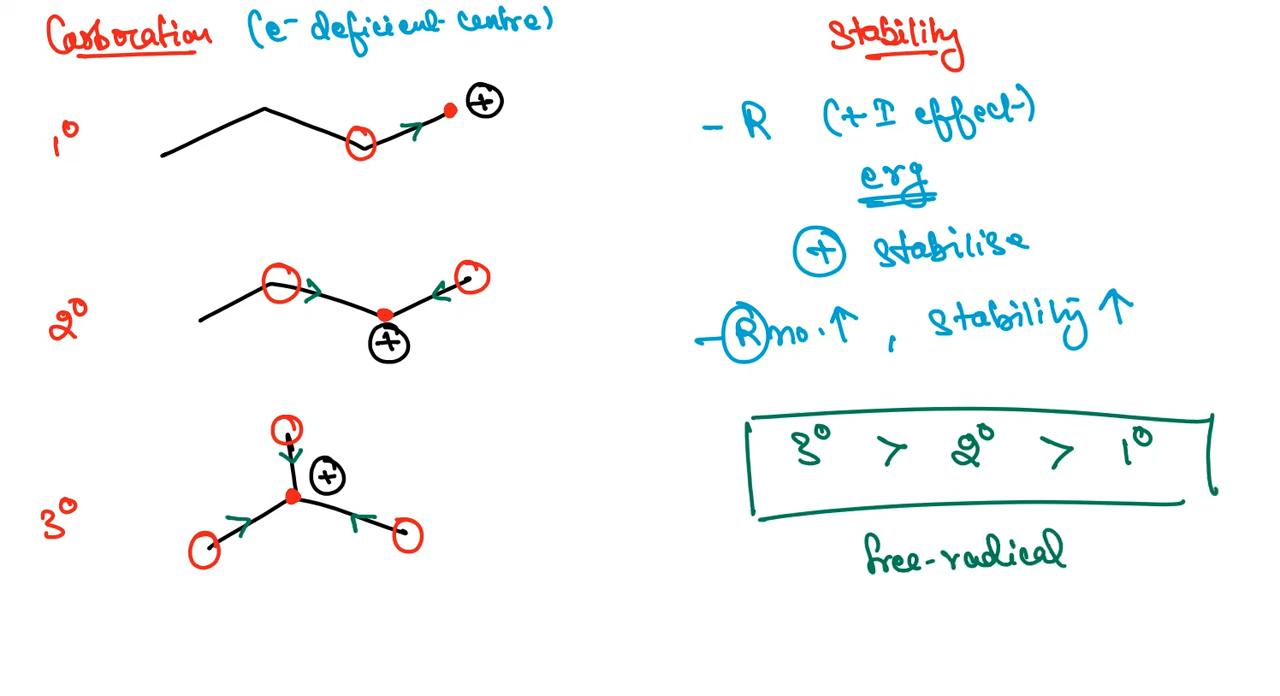 Carbocation (e⁻ deficient centre)
1°
⊕
2°
⊕
3°
⊕
Stability
- R (+I effect)
erg
⊕ stabilise
- R no. ↑, stability ↑
3° > 2° > 1°
free-radical